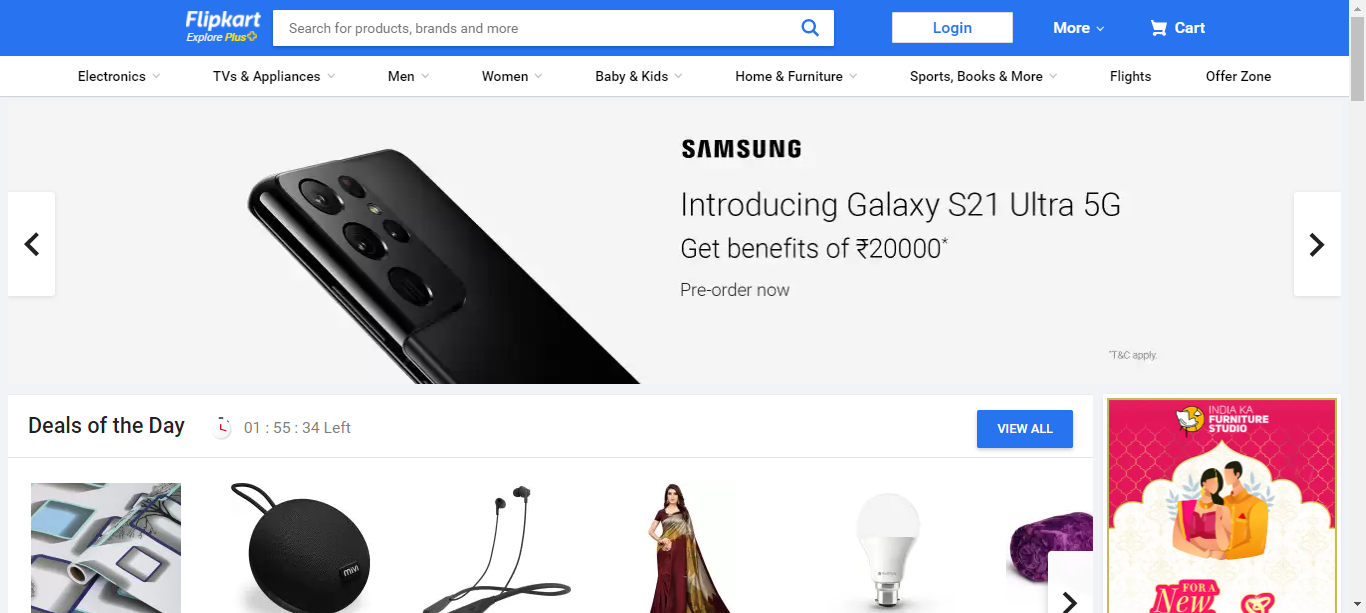 Flipkart
Explore Plus
Search for products, brands and more
Login
More
Cart
Electronics
TVs & Appliances
Men
Women
Baby & Kids
Home & Furniture
Sports, Books & More
Flights
Offer Zone
SAMSUNG
Introducing Galaxy S21 Ultra 5G
Get benefits of ₹20000*
Pre-order now
*T&C apply.
Deals of the Day
01 : 55 : 34 Left
VIEW ALL
mivi
INDIA KA
FURNITURE
STUDIO
FOR A
New